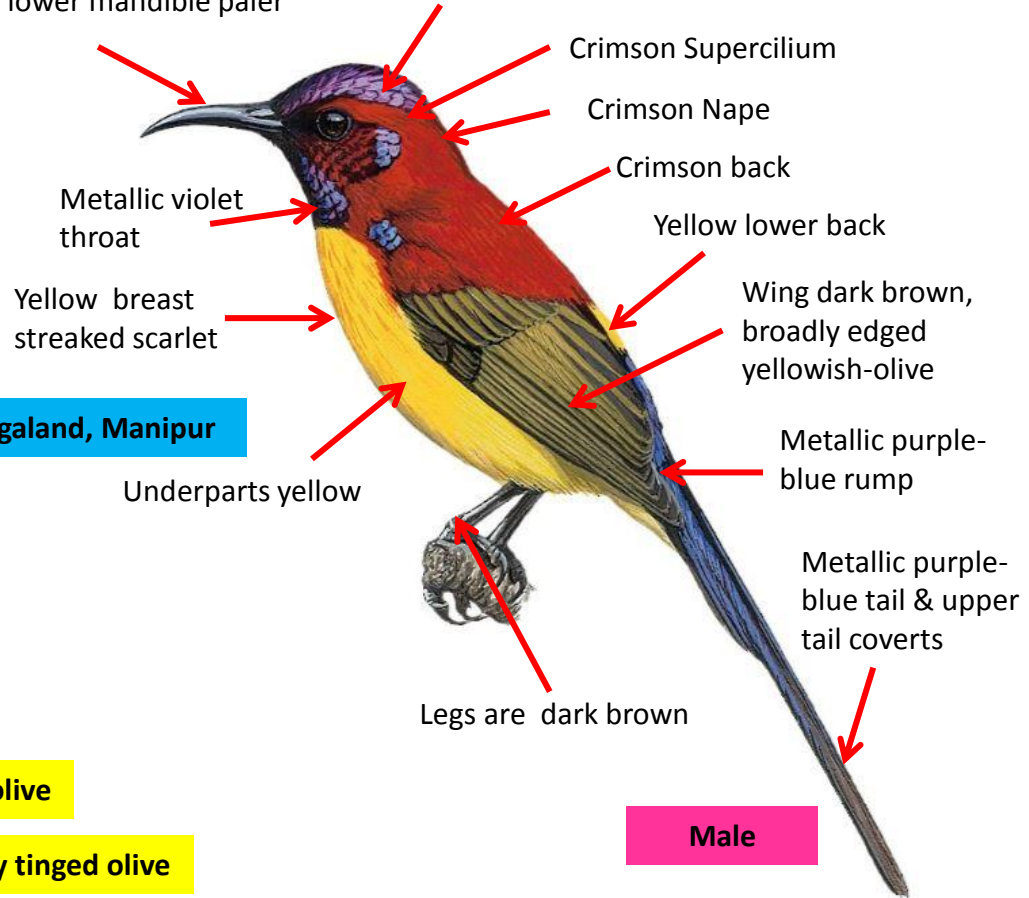 lower mandible paler
Crimson Supercilium
Crimson Nape
Crimson back
Metallic violet
throat
Yellow lower back
Yellow breast
streaked scarlet
Wing dark brown,
broadly edged
yellowish-olive
galand, Manipur
Metallic purple-
blue rump
Underparts yellow
Metallic purple-
blue tail & upper
tail coverts
Legs are dark brown
olive
Male
y tinged olive